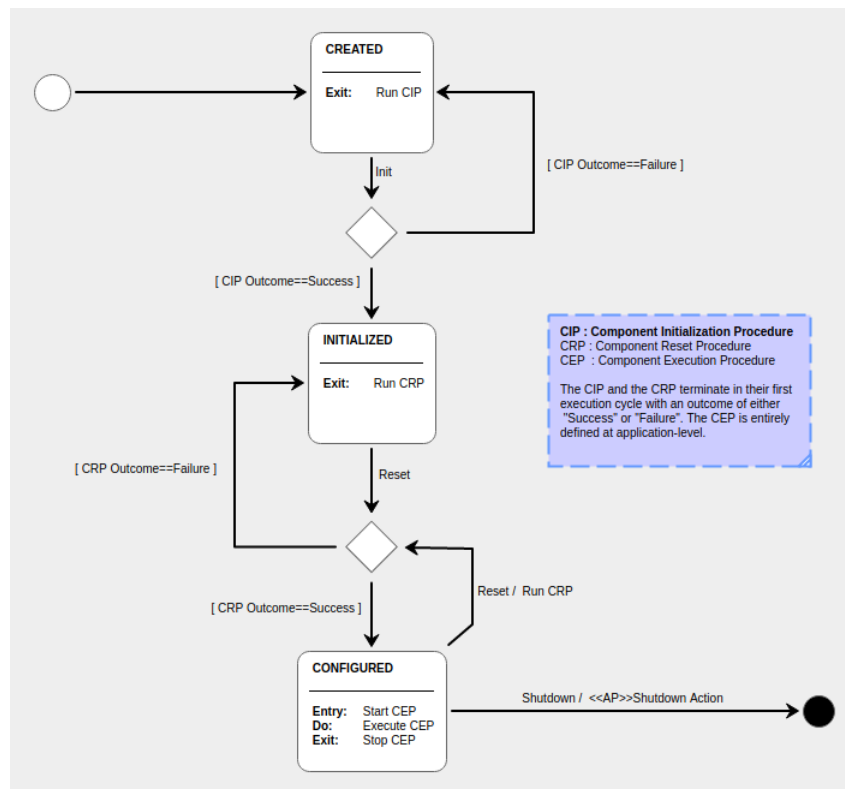 CREATED
Exit: Run CIP
[ CIP Outcome==Failure ]
Init
[ CIP Outcome==Success ]
INITIALIZED
Exit: Run CRP
CIP : Component Initialization Procedure
CRP : Component Reset Procedure
CEP : Component Execution Procedure
The CIP and the CRP terminate in their first
execution cycle with an outcome of either
"Success" or "Failure". The CEP is entirely
defined at application-level.
[ CRP Outcome==Failure ]
Reset
Reset / Run CRP
[ CRP Outcome==Success ]
CONFIGURED
Entry: Start CEP
Do: Execute CEP
Exit: Stop CEP
Shutdown / <<AP>>Shutdown Action